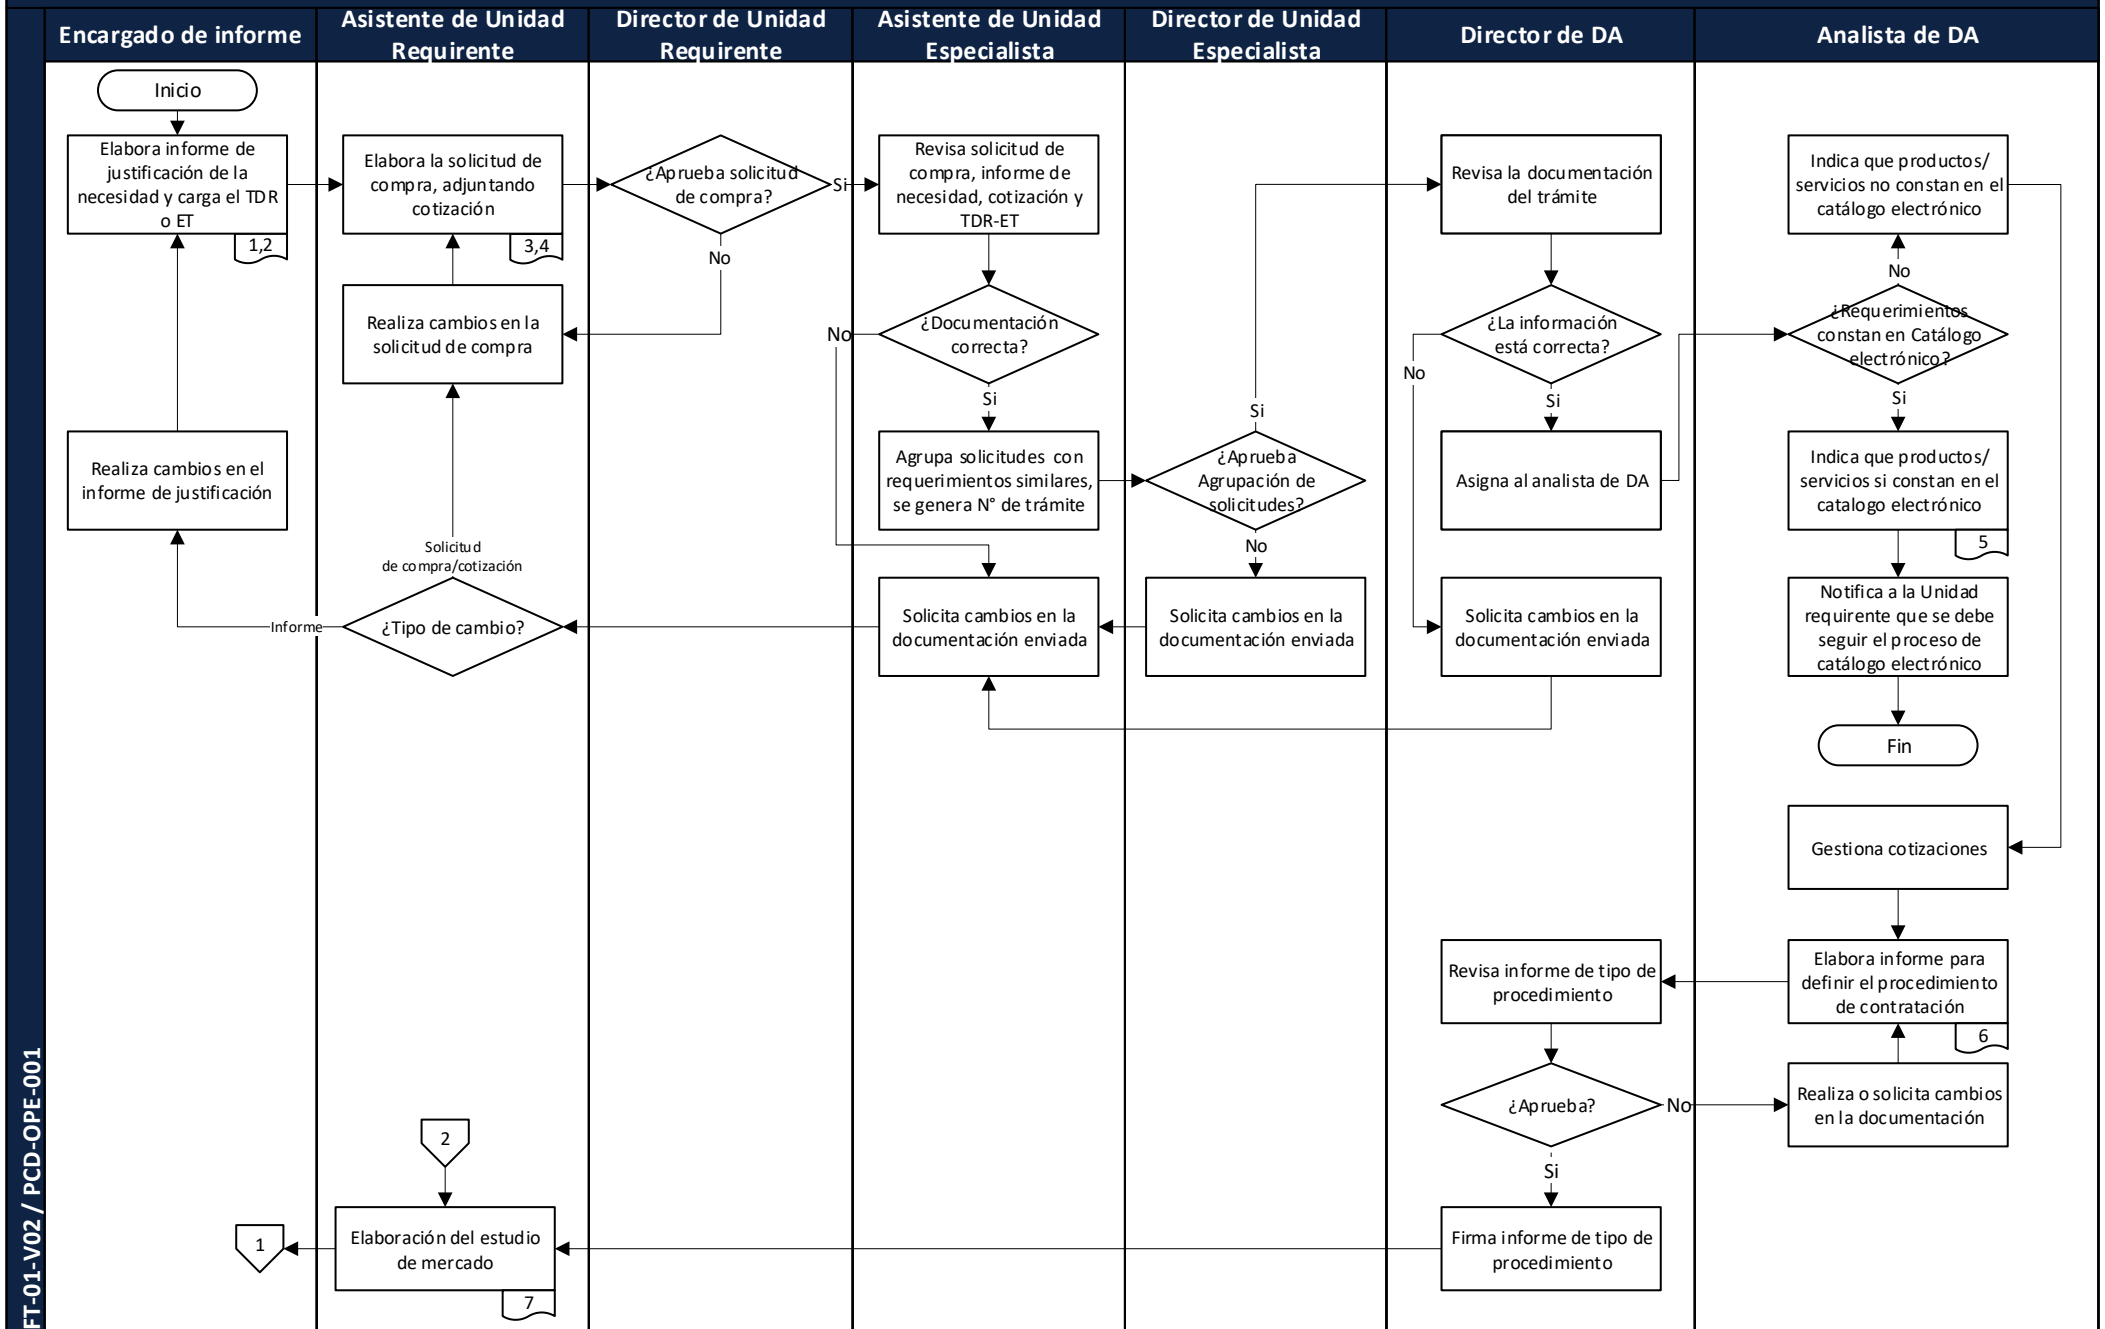 Encargado de informe
Asistente de Unidad
Requirente
Director de Unidad
Requirente
Asistente de Unidad
Especialista
Director de Unidad
Especialista
Director de DA
Analista de DA
Inicio
Elabora informe de
justificación de la
necesidad y carga el TDR
o ET
1,2
Elabora la solicitud de
compra, adjuntando
cotización
3,4
¿Aprueba solicitud
de compra?
Si
No
Revisa solicitud de
compra, informe de
necesidad, cotización y
TDR-ET
Revisa la documentación
del trámite
Indica que productos/
servicios no constan en el
catálogo electrónico
No
Realiza cambios en la
solicitud de compra
No
¿Documentación
correcta?
Si
¿La información
está correcta?
No
Si
¿Requerimientos
constan en Catálogo
electrónico?
Si
Realiza cambios en el
informe de justificación
Agrupa solicitudes con
requerimientos similares,
se genera N° de trámite
Si
¿Aprueba
Agrupación de
solicitudes?
No
Asigna al analista de DA
Indica que productos/
servicios si constan en el
catalogo electrónico
5
Solicitud
de compra/cotización
Informe
¿Tipo de cambio?
Solicita cambios en la
documentación enviada
Solicita cambios en la
documentación enviada
Solicita cambios en la
documentación enviada
Notifica a la Unidad
requirente que se debe
seguir el proceso de
catálogo electrónico
Fin
Gestiona cotizaciones
Revisa informe de tipo de
procedimiento
Elabora informe para
definir el procedimiento
de contratación
6
¿Aprueba?
No
Realiza o solicita cambios
en la documentación
Si
2
1
Elaboración del estudio
de mercado
7
Firma informe de tipo de
procedimiento
FT-01-V02 / PCD-OPE-001